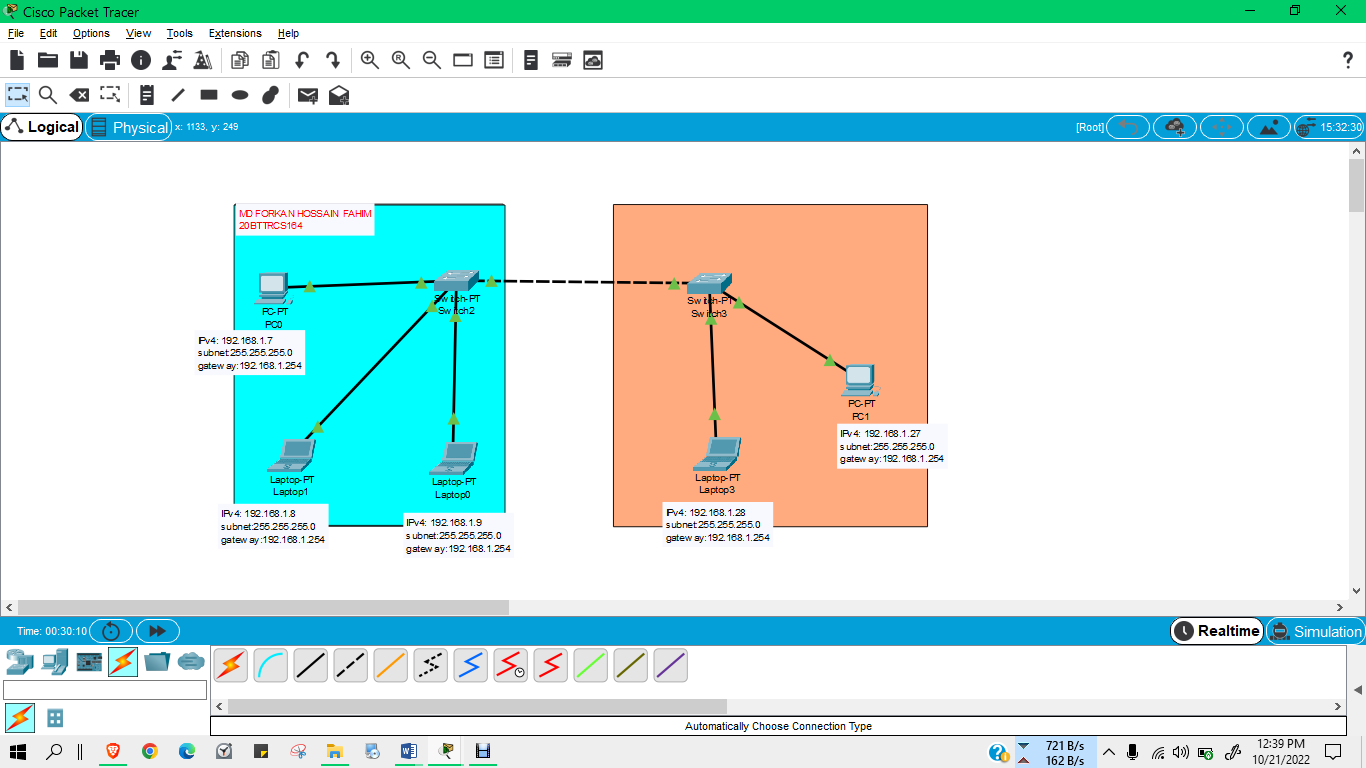 Cisco Packet Tracer
File Edit Options View Tools Extensions Help
Logical Physical x: 1133, y: 249 [Root] 15:32:30
MD FORKAN HOSSAIN FAHIM
20BTTRCS164
PC-PT
PC0
IPv4: 192.168.1.7
subnet:255.255.255.0
gateway:192.168.1.254
Switch-PT
Switch2
Laptop-PT
Laptop1
IPv4: 192.168.1.8
subnet:255.255.255.0
gateway:192.168.1.254
Laptop-PT
Laptop0
IPv4: 192.168.1.9
subnet:255.255.255.0
gateway:192.168.1.254
Switch-PT
Switch3
PC-PT
PC1
IPv4: 192.168.1.27
subnet:255.255.255.0
gateway:192.168.1.254
Laptop-PT
Laptop3
IPv4: 192.168.1.28
subnet:255.255.255.0
gateway:192.168.1.254
Time: 00:30:10 Realtime Simulation
Automatically Choose Connection Type
721 B/s
162 B/s
12:39 PM
10/21/2022